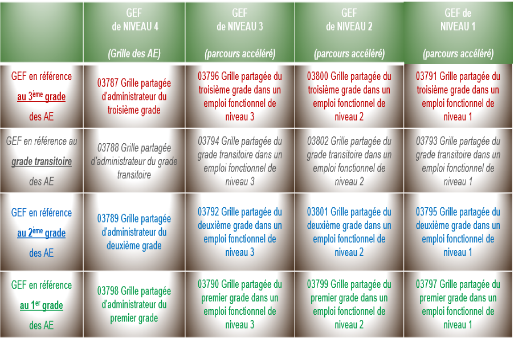 GEF
de NIVEAU 4
(Grille des AE)
GEF
de NIVEAU 3
(parcours accéléré)
GEF
de NIVEAU 2
(parcours accéléré)
GEF de
NIVEAU 1
(parcours accéléré)
GEF en référence
au 3ème grade
des AE
03787 Grille partagée
d'administrateur du
troisième grade
03796 Grille partagée du
troisième grade dans un
emploi fonctionnel de
niveau 3
03800 Grille partagée du
troisième grade dans un
emploi fonctionnel de
niveau 2
03791 Grille partagée du
troisième grade dans un
emploi fonctionnel de
niveau 1
GEF en référence au
grade transitoire
des AE
03788 Grille partagée
d'administrateur du grade
transitoire
03794 Grille partagée du
grade transitoire dans un
emploi fonctionnel de
niveau 3
03802 Grille partagée du
grade transitoire dans un
emploi fonctionnel de
niveau 2
03793 Grille partagée du
grade transitoire dans un
emploi fonctionnel de
niveau 1
GEF en référence
au 2ème grade
des AE
03789 Grille partagée
d'administrateur du
deuxième grade
03792 Grille partagée du
deuxième grade dans un
emploi fonctionnel de
niveau 3
03801 Grille partagée du
deuxième grade dans un
emploi fonctionnel de
niveau 2
03795 Grille partagée du
deuxième grade dans un
emploi fonctionnel de
niveau 1
GEF en référence
au 1er grade
des AE
03798 Grille partagée
d'administrateur du
premier grade
03790 Grille partagée du
premier grade dans un
emploi fonctionnel de
niveau 3
03799 Grille partagée du
premier grade dans un
emploi fonctionnel de
niveau 2
03797 Grille partagée du
premier grade dans un
emploi fonctionnel de
niveau 1